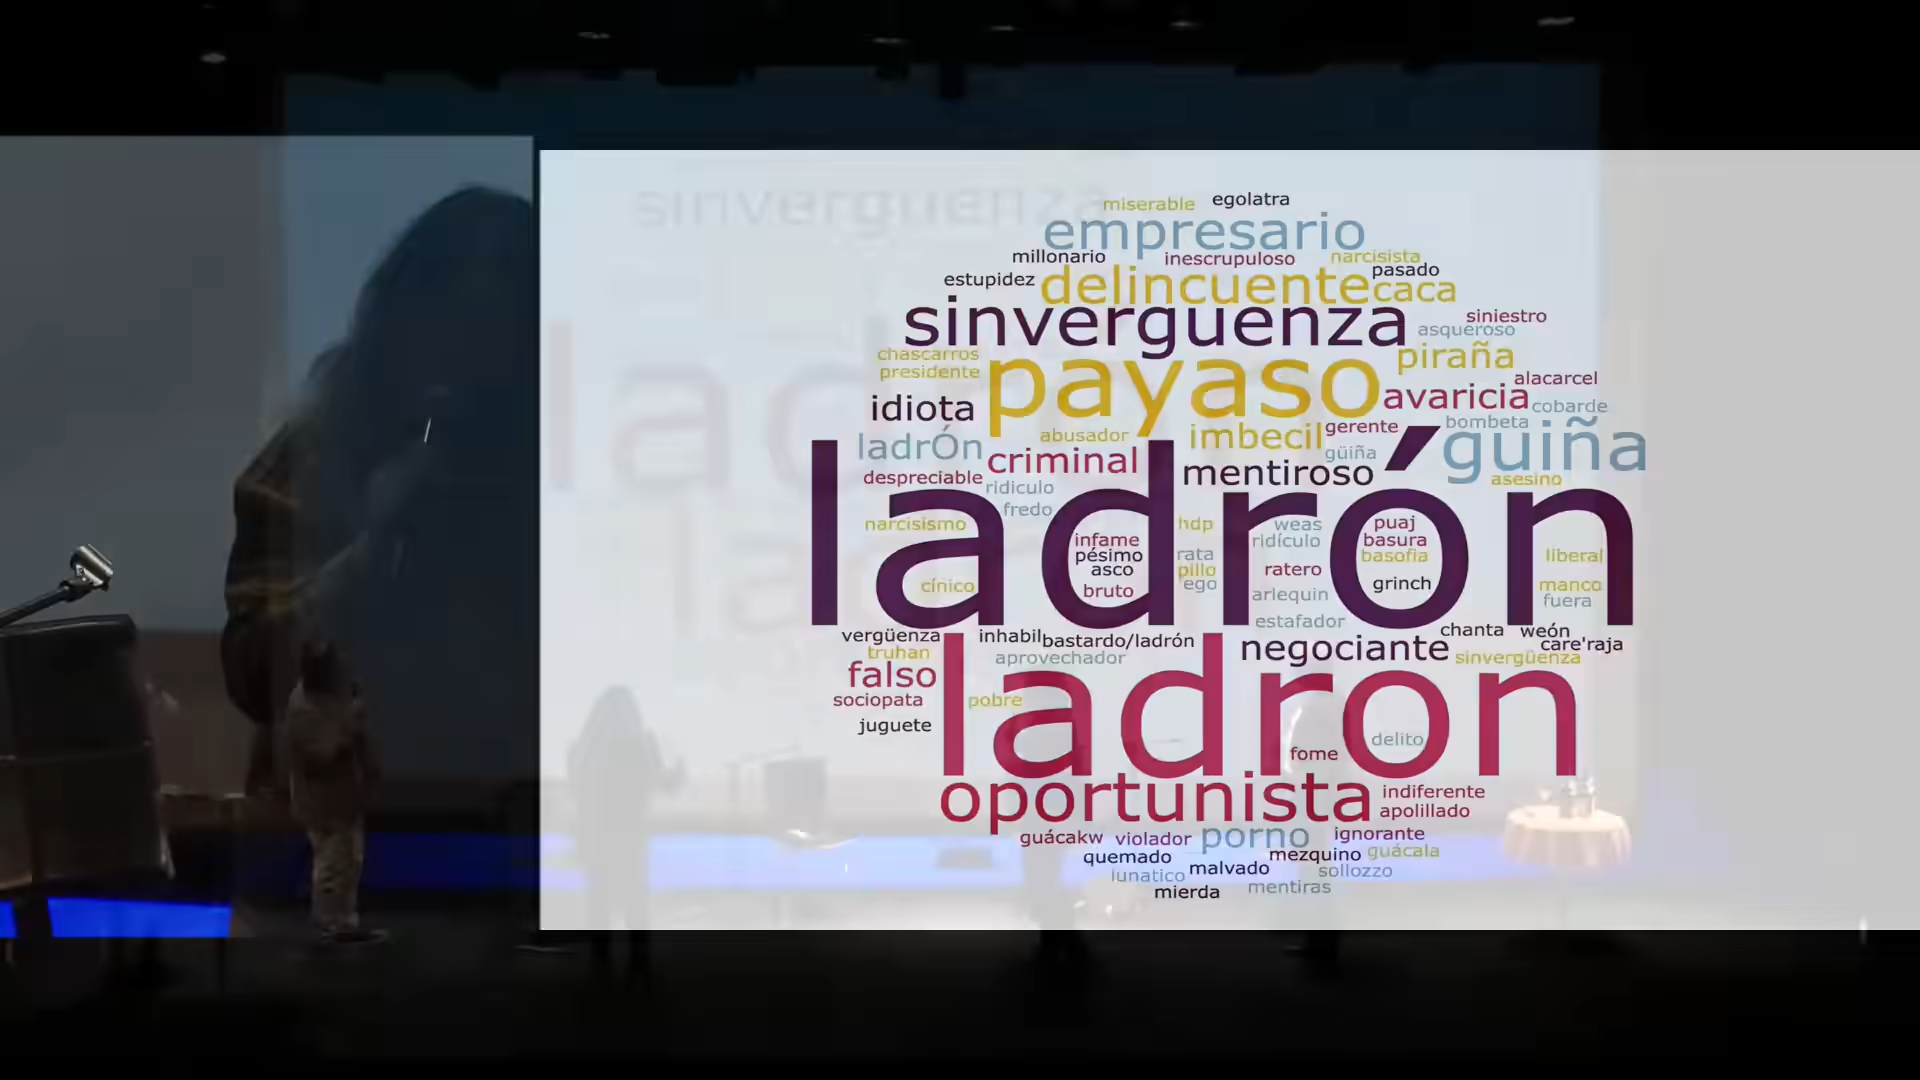 sinverguenza
miserable egolatra
empresario
millonario inescrupuloso narcisista
estupidez delincuente pasado
caca
sinverguenza siniestro
asqueroso
chascarros payaso piraña
presidente alacarcel
idiota avaricia cobarde
ladrÓn abusador imbecil gerente bombeta
criminal mentiroso güiña guiña
despreciable ridiculo asesino
fredo
ladrón
narcisismo hdp weas puaj
infame ridículo basura
pésimo rata basofia liberal
asco pillo ratero
cínico bruto ego arlequin grinch manco
fuera
estafador
vergüenza inhabil bastardo/ladrón negociante chanta weón
truhan aprovechador care'raja
sinvergüenza
falso ladron
sociopata pobre
juguete fome delito
oportunista indiferente
apolillado
guácakw violador porno ignorante
quemado mezquino guácala
lunatico malvado sollozzo
mierda mentiras